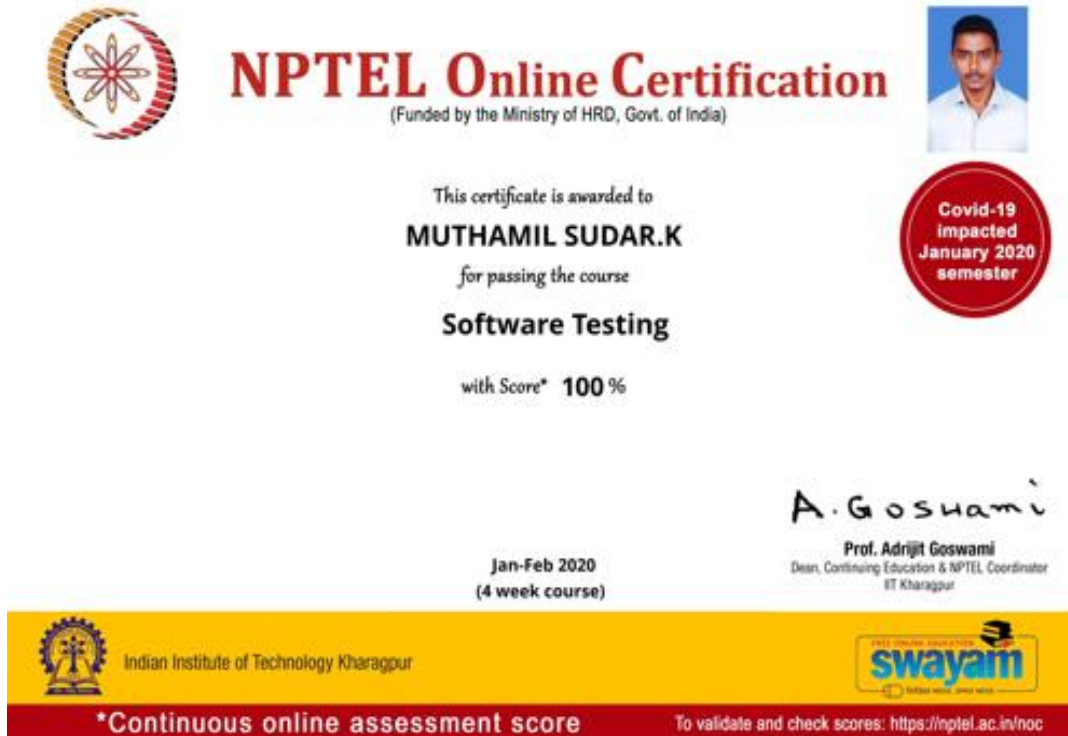 NPTEL Online Certification
(Funded by the Ministry of HRD, Govt. of India)
This certificate is awarded to
MUTHAMIL SUDAR.K
for passing the course
Software Testing
with Score* 100 %
Covid-19
impacted
January 2020
semester
A. Goswami
Prof. Adrijit Goswami
Dean, Continuing Education & NPTEL Coordinator
IIT Kharagpur
Jan-Feb 2020
(4 week course)
Indian Institute of Technology Kharagpur
FREE ONLINE EDUCATION
swayam
*Continuous online assessment score
To validate and check scores: https://nptel.ac.in/noc